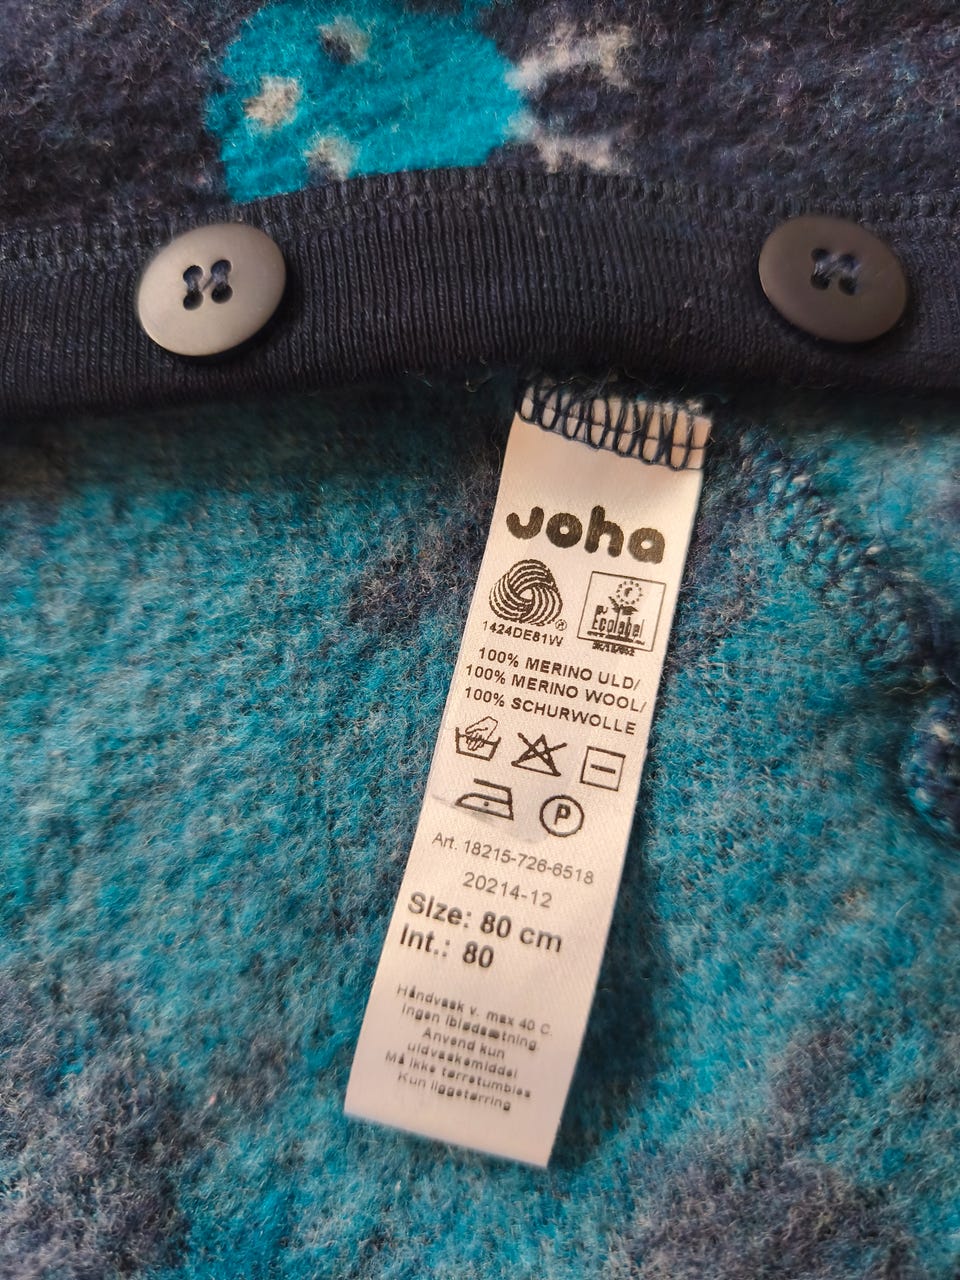 Joha
1424DE81W
Ecolabel
100% MERINO ULD/
100% MERINO WOOL/
100% SCHURWOLLE
P
Art. 18215-726-6518
20214-12
Size: 80 cm
Int.: 80
Håndvask v. max 40 C.
Ingen iblødsætning.
Anvend kun
uldvaskemiddel
Må ikke tørretumbles
Kun liggetørring